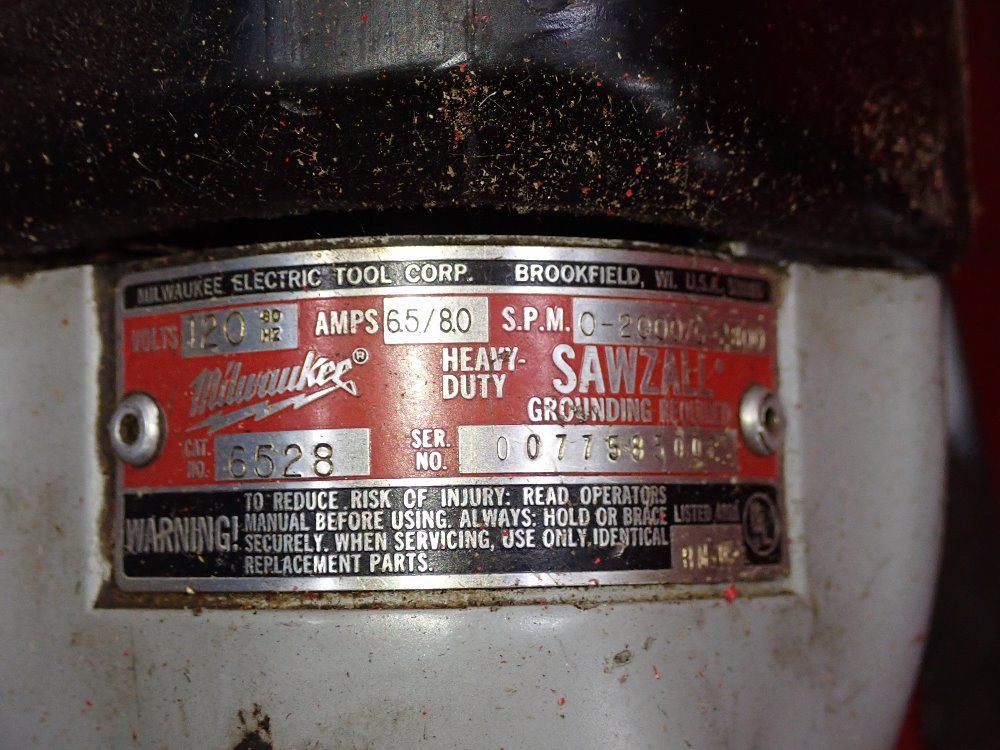 MILWAUKEE ELECTRIC TOOL CORP. BROOKFIELD, WI. U.S.A.
VOLTS 120 60 HZ AMPS 6.5/8.0 S.P.M.
Milwaukee® HEAVY-DUTY SAWZALL®
GROUNDING REQUIRED
CAT. NO. 6528 SER. NO.
WARNING! TO REDUCE RISK OF INJURY: READ OPERATORS
MANUAL BEFORE USING. ALWAYS: HOLD OR BRACE
SECURELY. WHEN SERVICING, USE ONLY IDENTICAL
REPLACEMENT PARTS.
LISTED
UL